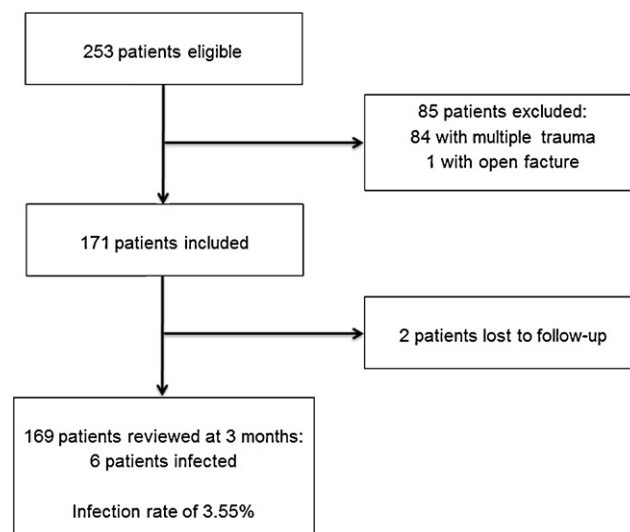 253 patients eligible
85 patients excluded:
84 with multiple trauma
1 with open facture
171 patients included
2 patients lost to follow-up
169 patients reviewed at 3 months:
6 patients infected
Infection rate of 3.55%